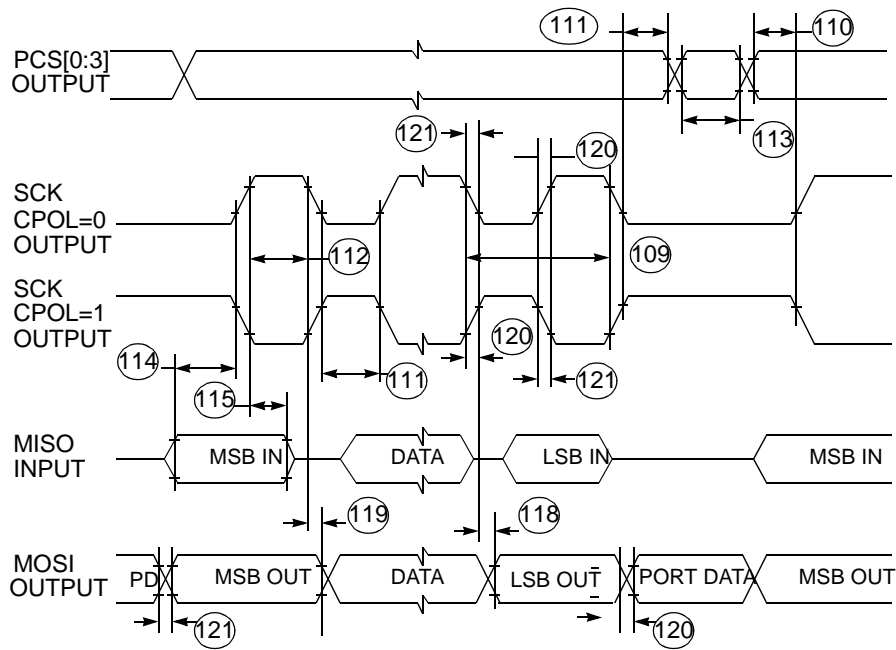 111
110
PCS[0:3]
OUTPUT
121
120
113
SCK
CPOL=0
OUTPUT
112
109
SCK
CPOL=1
OUTPUT
114
120
111
121
115
MISO
INPUT
MSB IN
DATA
LSB IN
MSB IN
119
118
MOSI
OUTPUT
PD
MSB OUT
DATA
LSB OUT
PORT DATA
MSB OUT
121
120